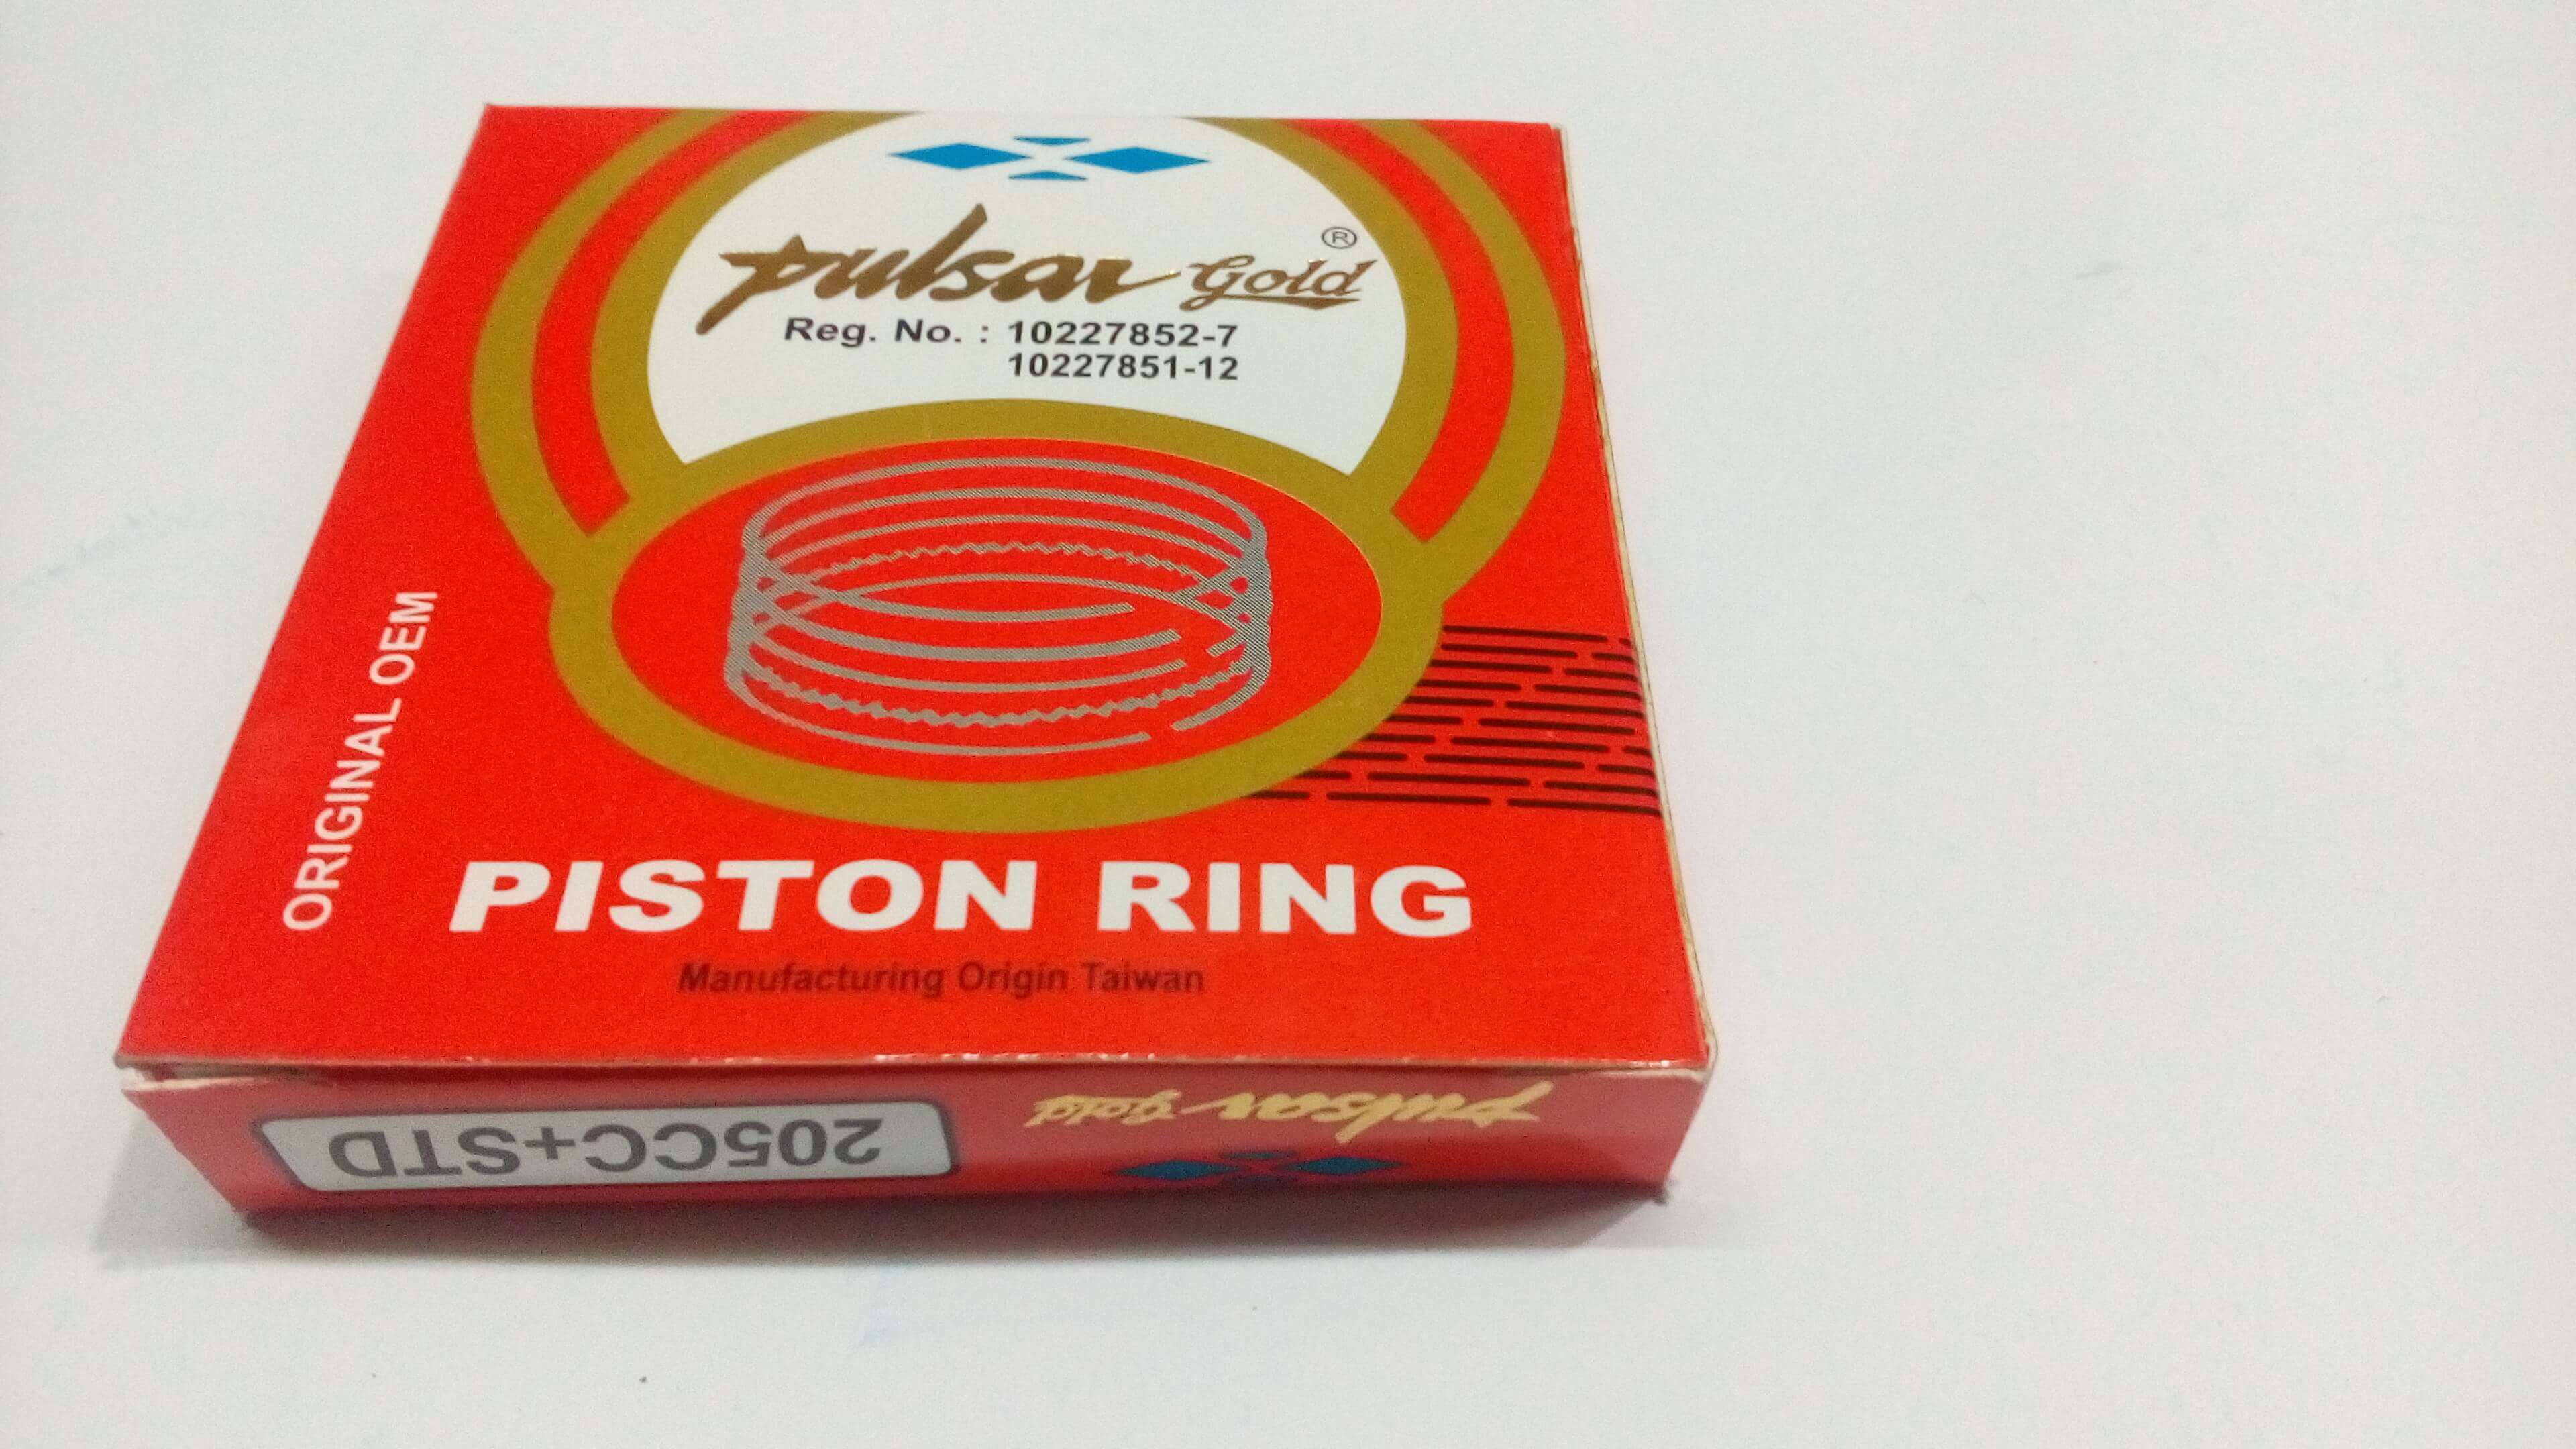 pulsar Gold ®
Reg. No. : 10227852-7
10227851-12
ORIGINAL OEM
PISTON RING
Manufacturing Origin Taiwan
205CC+STD
pulsar Gold